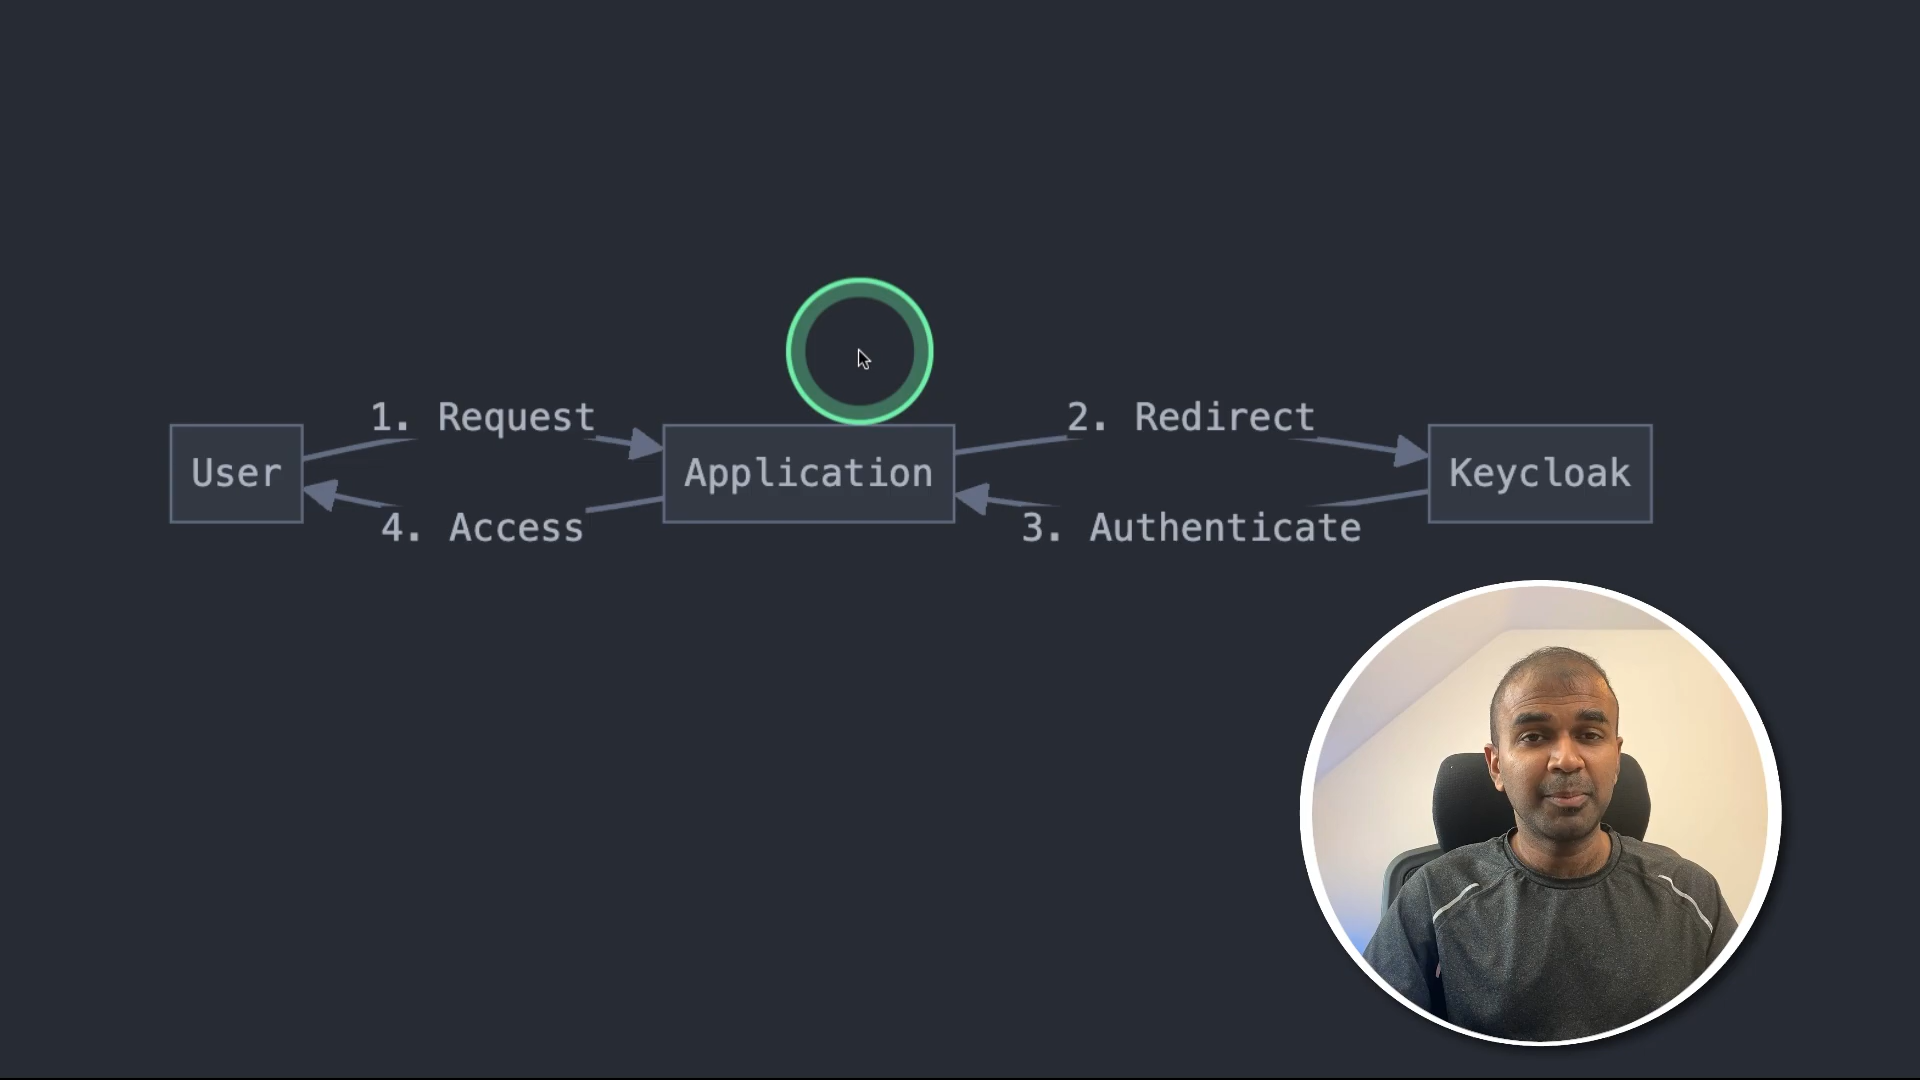 1. Request
2. Redirect
User
Application
Keycloak
4. Access
3. Authenticate